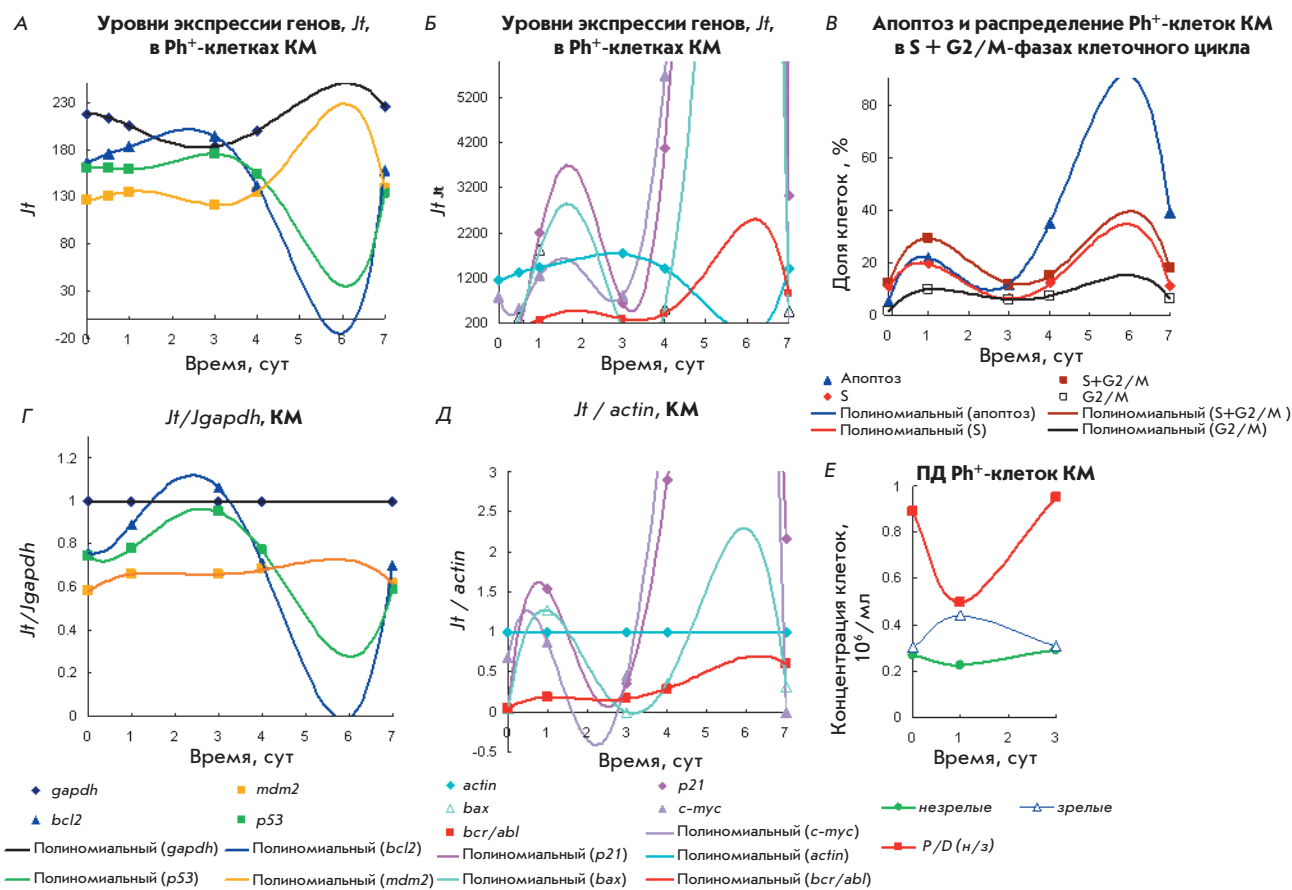 А
Уровни экспрессии генов, Jt,
в Ph+-клетках КМ
Jt
230
180
130
80
30
-20
0 1 2 3 4 5 6 7
Время, сут
Б
Уровни экспрессии генов, Jt,
в Ph+-клетках КМ
Jt Jt
5200
4200
3200
2200
1200
200
0 1 2 3 4 5 6 7
Время, сут
В
Апоптоз и распределение Ph+-клеток КМ
в S + G2/M-фазах клеточного цикла
Доля клеток, %
80
60
40
20
0
0 1 2 3 4 5 6 7
Время, сут
Апоптоз
S+G2/M
S
G2/M
Полиномиальный (апоптоз)
Полиномиальный (S+G2/M )
Полиномиальный (S)
Полиномиальный (G2/M)
Г
Jt/Jgapdh, КМ
Jt/Jgapdh
1.2
1
0.8
0.6
0.4
0.2
0
0 1 2 3 4 5 6 7
Время, сут
gapdh
mdm2
bcl2
p53
Полиномиальный (gapdh)
Полиномиальный (bcl2)
Полиномиальный (p53)
Полиномиальный (mdm2)
Д
Jt / actin, КМ
Jt / actin
3
2.5
2
1.5
1
0.5
0
-0.5
0 1 2 3 4 5 6 7
Время, сут
actin
p21
bax
c-myc
bcr/abl
Полиномиальный (c-myc)
Полиномиальный (p21)
Полиномиальный (actin)
Полиномиальный (bax)
Полиномиальный (bcr/abl)
Е
ПД Ph+-клеток КМ
Концентрация клеток,
10⁶/мл
1
0.8
0.6
0.4
0.2
0
0 1 2 3
Время, сут
незрелые
зрелые
P/D (н/з)